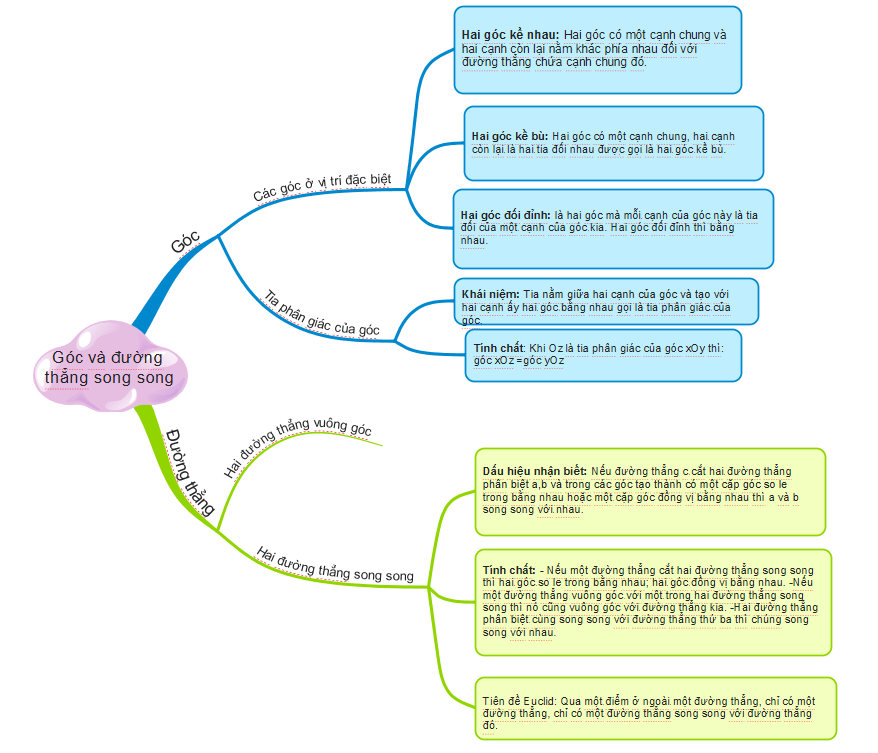 Góc và đường
thẳng song song
Góc
Các góc ở vị trí đặc biệt
Hai góc kề nhau: Hai góc có một cạnh chung và
hai cạnh còn lại nằm khác phía nhau đối với
đường thẳng chứa cạnh chung đó.
Hai góc kề bù: Hai góc có một cạnh chung, hai cạnh
còn lại là hai tia đối nhau được gọi là hai góc kề bù.
Hai góc đối đỉnh: là hai góc mà mỗi cạnh của góc này là tia
đối của một cạnh của góc kia. Hai góc đối đỉnh thì bằng
nhau.
Tia phân giác của góc
Khái niệm: Tia nằm giữa hai cạnh của góc và tạo với
hai cạnh ấy hai góc bằng nhau gọi là tia phân giác của
góc.
Tính chất: Khi Oz là tia phân giác của góc xOy thì:
góc xOz =góc yOz
Đường thẳng
Hai đường thẳng vuông góc
Hai đường thẳng song song
Dấu hiệu nhận biết: Nếu đường thẳng c cắt hai đường thẳng
phân biệt a,b và trong các góc tạo thành có một cặp góc so le
trong bằng nhau hoặc một cặp góc đồng vị bằng nhau thì a và b
song song với nhau.
Tính chất: - Nếu một đường thẳng cắt hai đường thẳng song song
thì hai góc so le trong bằng nhau; hai góc đồng vị bằng nhau. -Nếu
một đường thẳng vuông góc với một trong hai đường thẳng song
song thì nó cũng vuông góc với đường thẳng kia. -Hai đường thẳng
phân biệt cùng song song với đường thẳng thứ ba thì chúng song
song với nhau.
Tiên đề Euclid: Qua một điểm ở ngoài một đường thẳng, chỉ có một
đường thẳng, chỉ có một đường thẳng song song với đường thẳng
đó.